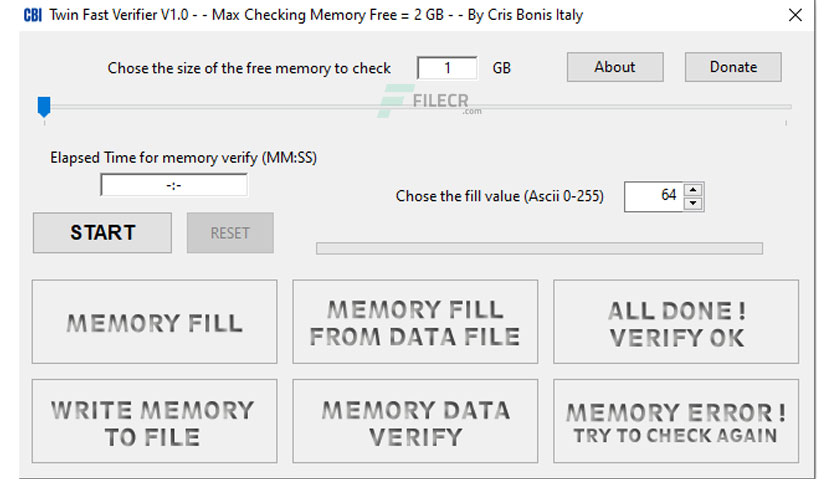 CBI Twin Fast Verifier V1.0 - - Max Checking Memory Free = 2 GB - - By Cris Bonis Italy
Chose the size of the free memory to check 1 GB About Donate
FILECR
.com
Elapsed Time for memory verify (MM:SS)
-:-
Chose the fill value (Ascii 0-255) 64
START RESET
MEMORY FILL
MEMORY FILL
FROM DATA FILE
ALL DONE !
VERIFY OK
WRITE MEMORY
TO FILE
MEMORY DATA
VERIFY
MEMORY ERROR !
TRY TO CHECK AGAIN